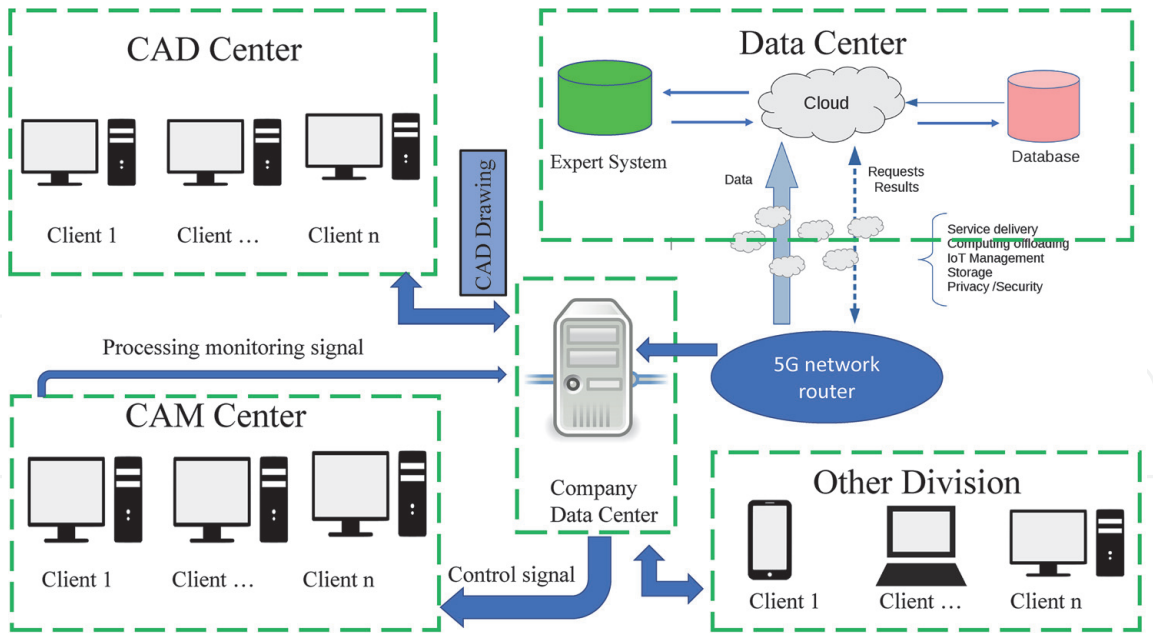 CAD Center
Client 1
Client ...
Client n
CAD Drawing
Data Center
Cloud
Expert System
Database
Data
Requests
Results
Service delivery
Computing offloading
IoT Management
Storage
Privacy /Security
Processing monitoring signal
5G network
router
CAM Center
Client 1
Client ...
Client n
Company
Data Center
Control signal
Other Division
Client 1
Client ...
Client n